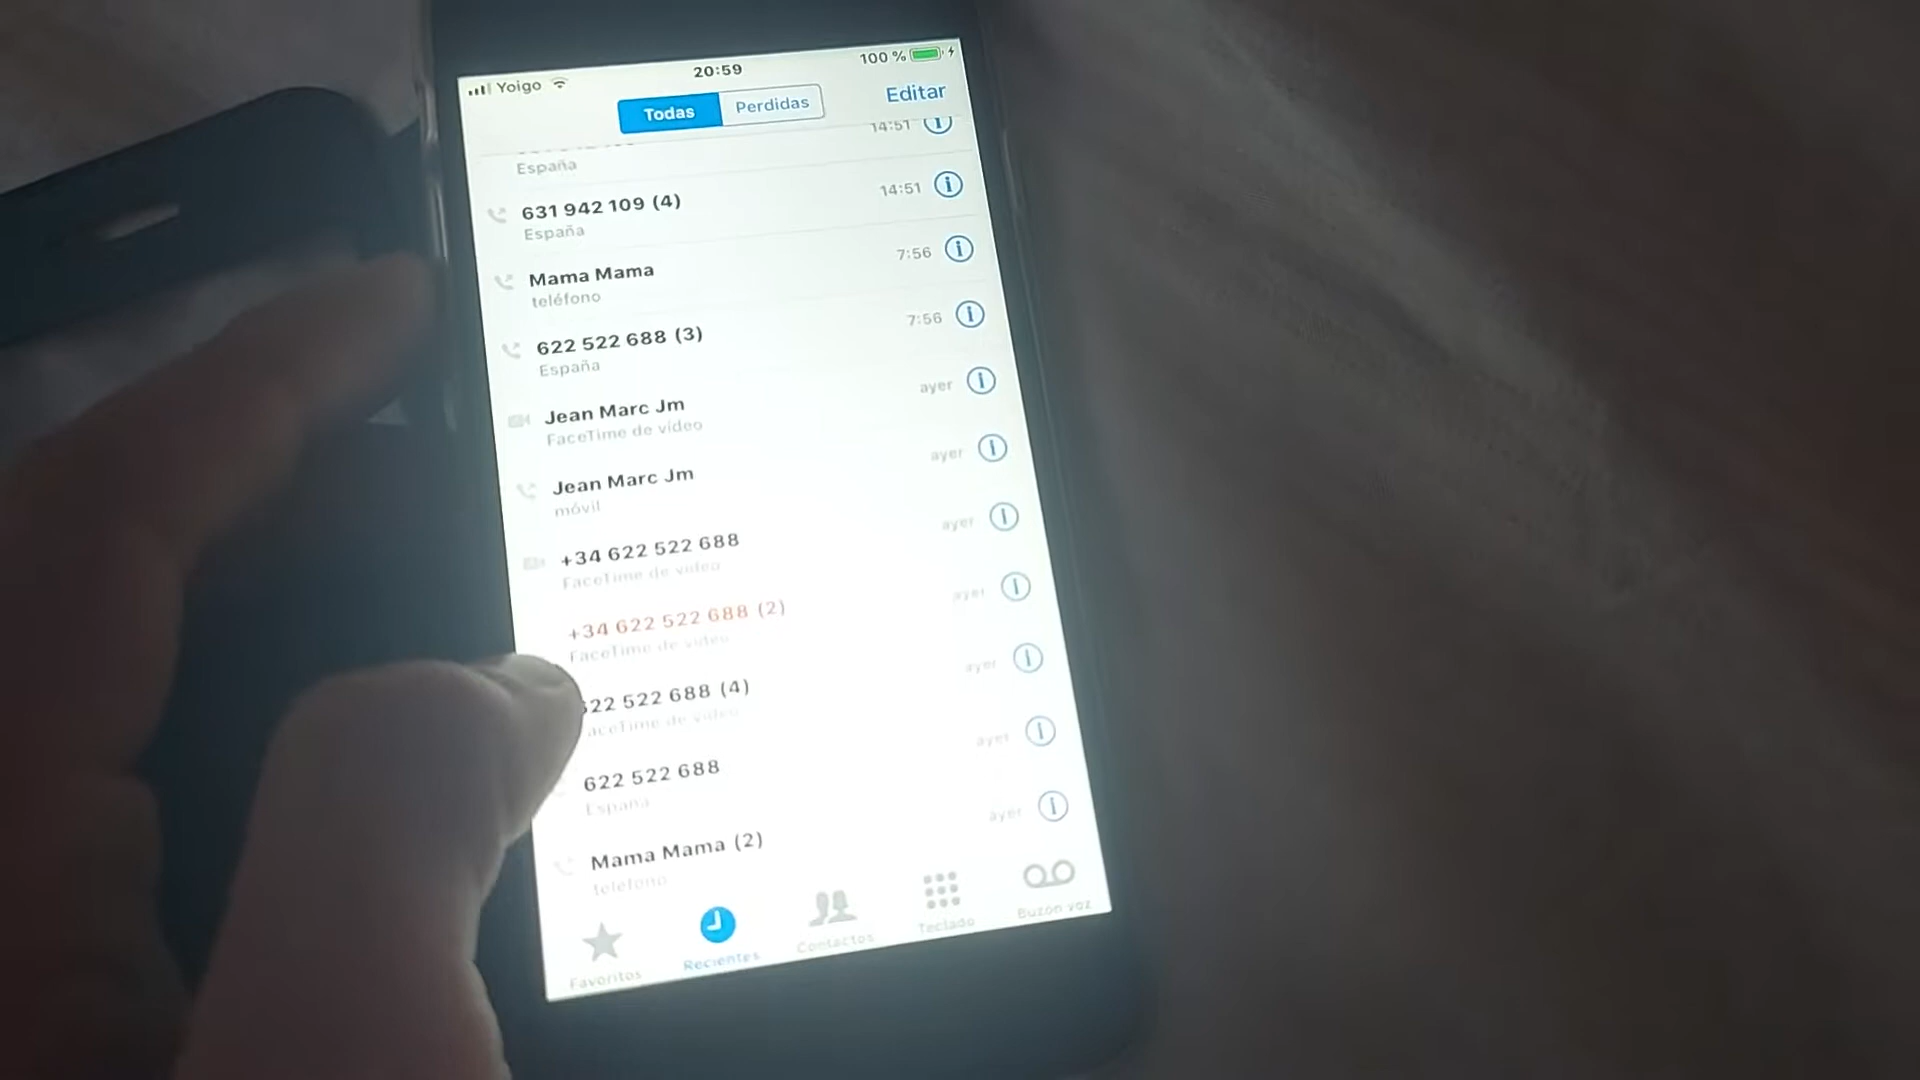 Yoigo 20:59 100 %
Todas Perdidas Editar
14:51
España
631 942 109 (4) 14:51
España
Mama Mama 7:56
teléfono
622 522 688 (3) 7:56
España
Jean Marc Jm ayer
FaceTime de vídeo
Jean Marc Jm ayer
móvil
+34 622 522 688 ayer
FaceTime de vídeo
+34 622 522 688 (2) ayer
FaceTime de vídeo
22 522 688 (4) ayer
aceTime de vídeo
622 522 688 ayer
España
Mama Mama (2) ayer
teléfono
Favoritos Recientes Contactos Teclado Buzón voz